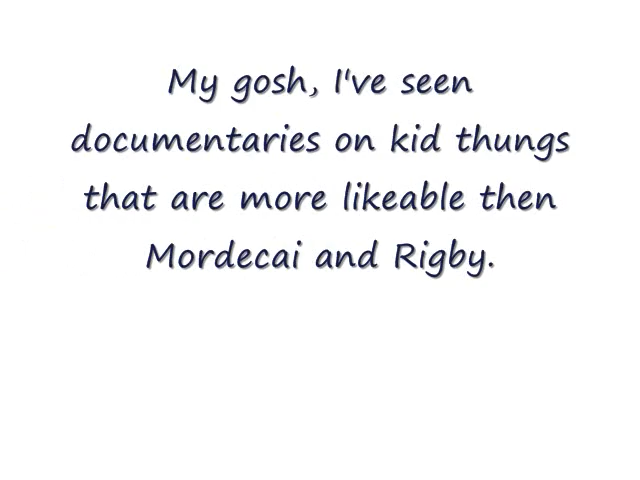 My gosh, I've seen
documentaries on kid thungs
that are more likeable then
Mordecai and Rigby.